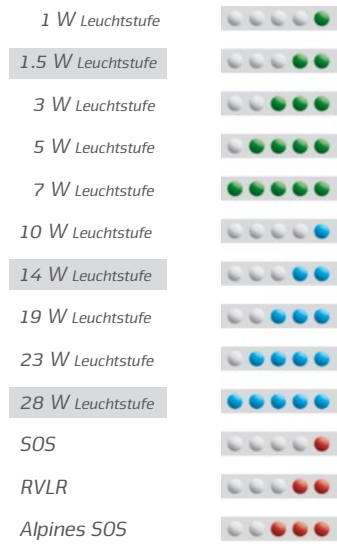 1 W Leuchtstufe
1.5 W Leuchtstufe
3 W Leuchtstufe
5 W Leuchtstufe
7 W Leuchtstufe
10 W Leuchtstufe
14 W Leuchtstufe
19 W Leuchtstufe
23 W Leuchtstufe
28 W Leuchtstufe
SOS
RVLR
Alpines SOS